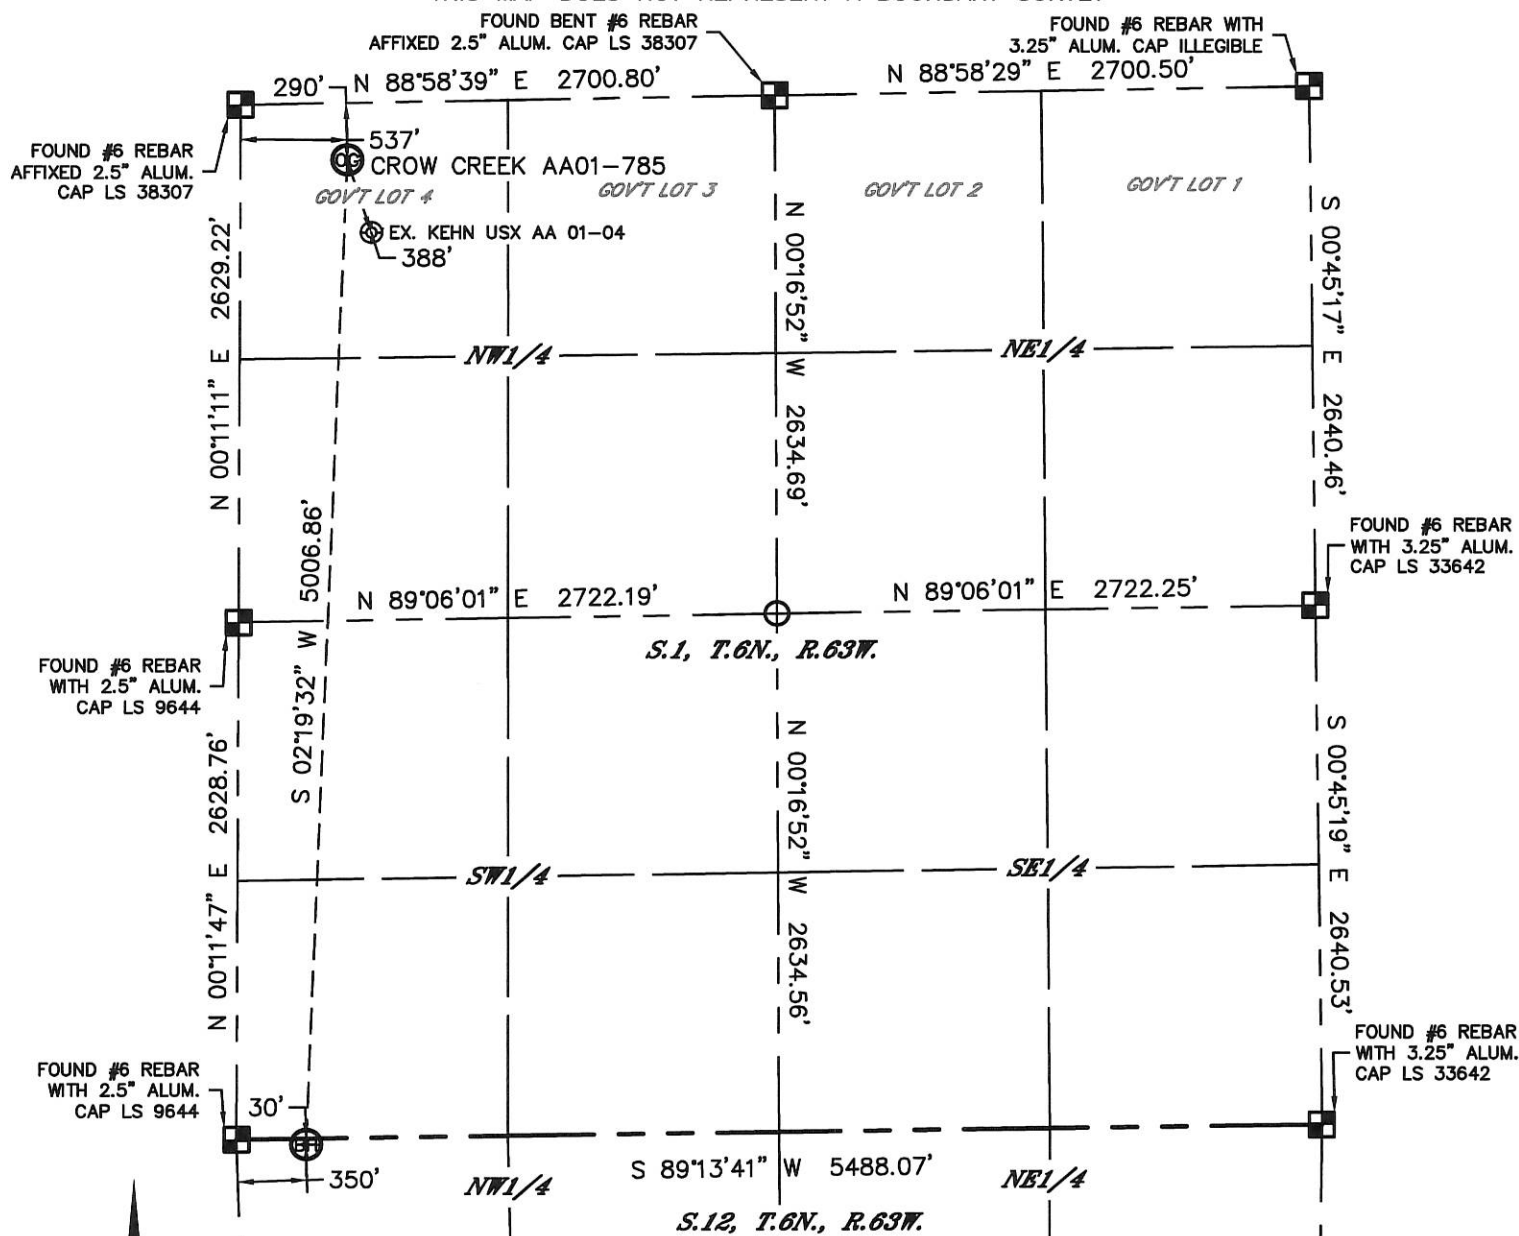 FOUND BENT #6 REBAR
AFFIXED 2.5" ALUM. CAP LS 38307
FOUND #6 REBAR WITH
3.25" ALUM. CAP ILLEGIBLE
290'
N 88°58'39" E 2700.80'
N 88°58'29" E 2700.50'
537'
FOUND #6 REBAR
AFFIXED 2.5" ALUM.
CAP LS 38307
OG
CROW CREEK AA01-785
GOV'T LOT 4
GOV'T LOT 3
GOV'T LOT 2
GOV'T LOT 1
EX. KEHN USX AA 01-04
388'
N 00°11'11" E 2629.22'
N 00°16'52" W 2634.69'
S 00°45'17" E 2640.46'
NW1/4
NE1/4
S 02°19'32" W 5006.86'
FOUND #6 REBAR
WITH 3.25" ALUM.
CAP LS 33642
N 89°06'01" E 2722.19'
N 89°06'01" E 2722.25'
S.1, T.6N., R.63W.
FOUND #6 REBAR
WITH 2.5" ALUM.
CAP LS 9644
N 00°11'47" E 2628.76'
N 00°16'52" W 2634.56'
S 00°45'19" E 2640.53'
SW1/4
SE1/4
FOUND #6 REBAR
WITH 3.25" ALUM.
CAP LS 33642
FOUND #6 REBAR
WITH 2.5" ALUM.
CAP LS 9644
30'
BH
350'
S 89°13'41" W 5488.07'
NW1/4
NE1/4
S.12, T.6N., R.63W.